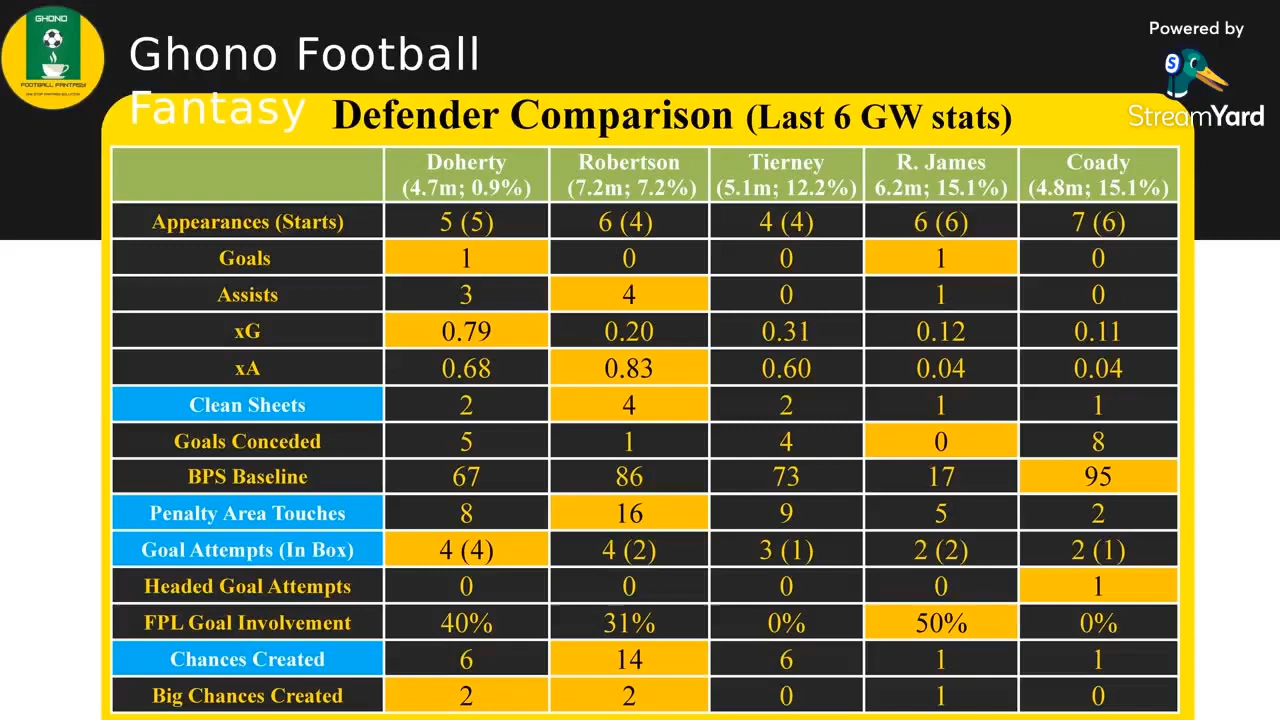 GHONO
FOOTBALL FANTASY
Ghono Football
Fantasy
Powered by
S
StreamYard
Defender Comparison (Last 6 GW stats)
Doherty Robertson Tierney R. James Coady
(4.7m; 0.9%) (7.2m; 7.2%) (5.1m; 12.2%) 6.2m; 15.1%) (4.8m; 15.1%)
Appearances (Starts) 5 (5) 6 (4) 4 (4) 6 (6) 7 (6)
Goals 1 0 0 1 0
Assists 3 4 0 1 0
xG 0.79 0.20 0.31 0.12 0.11
xA 0.68 0.83 0.60 0.04 0.04
Clean Sheets 2 4 2 1 1
Goals Conceded 5 1 4 0 8
BPS Baseline 67 86 73 17 95
Penalty Area Touches 8 16 9 5 2
Goal Attempts (In Box) 4 (4) 4 (2) 3 (1) 2 (2) 2 (1)
Headed Goal Attempts 0 0 0 0 1
FPL Goal Involvement 40% 31% 0% 50% 0%
Chances Created 6 14 6 1 1
Big Chances Created 2 2 0 1 0